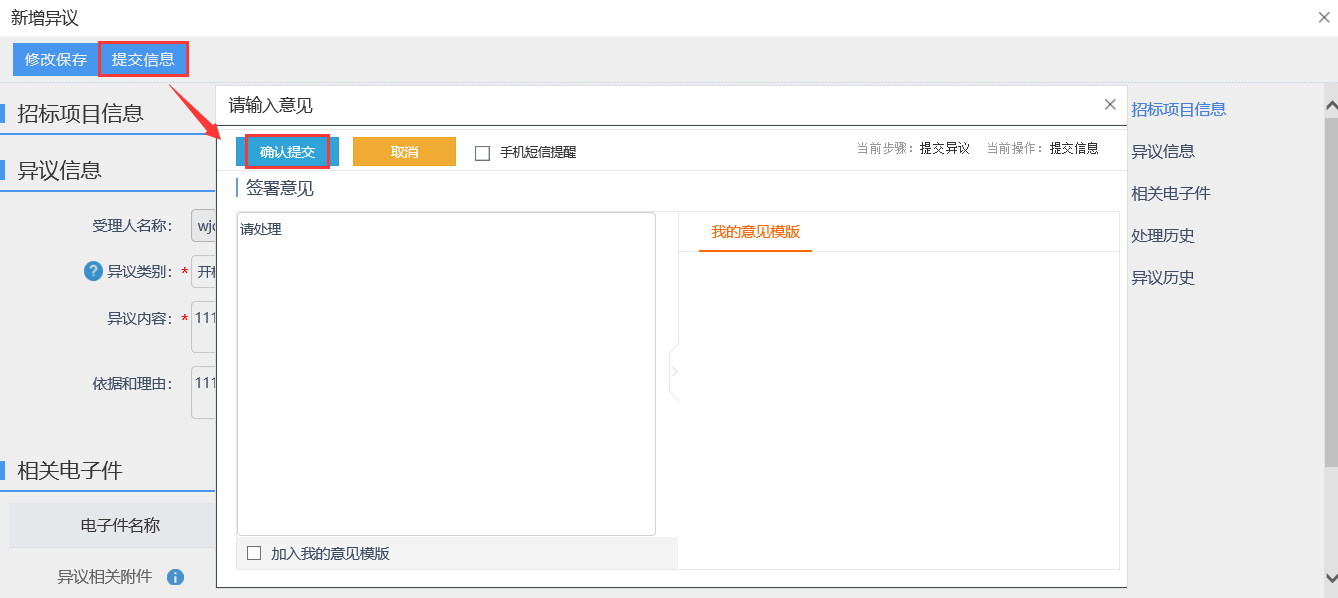 新增异议
修改保存 提交信息
招标项目信息
异议信息
受理人名称： wjc
异议类别： *
异议内容： * 111
依据和理由： 111
相关电子件
电子件名称
异议相关附件
请输入意见
确认提交 取消 手机短信提醒 当前步骤：提交异议 当前操作：提交信息
签署意见
请处理
我的意见模版
加入我的意见模版
招标项目信息
异议信息
相关电子件
处理历史
异议历史